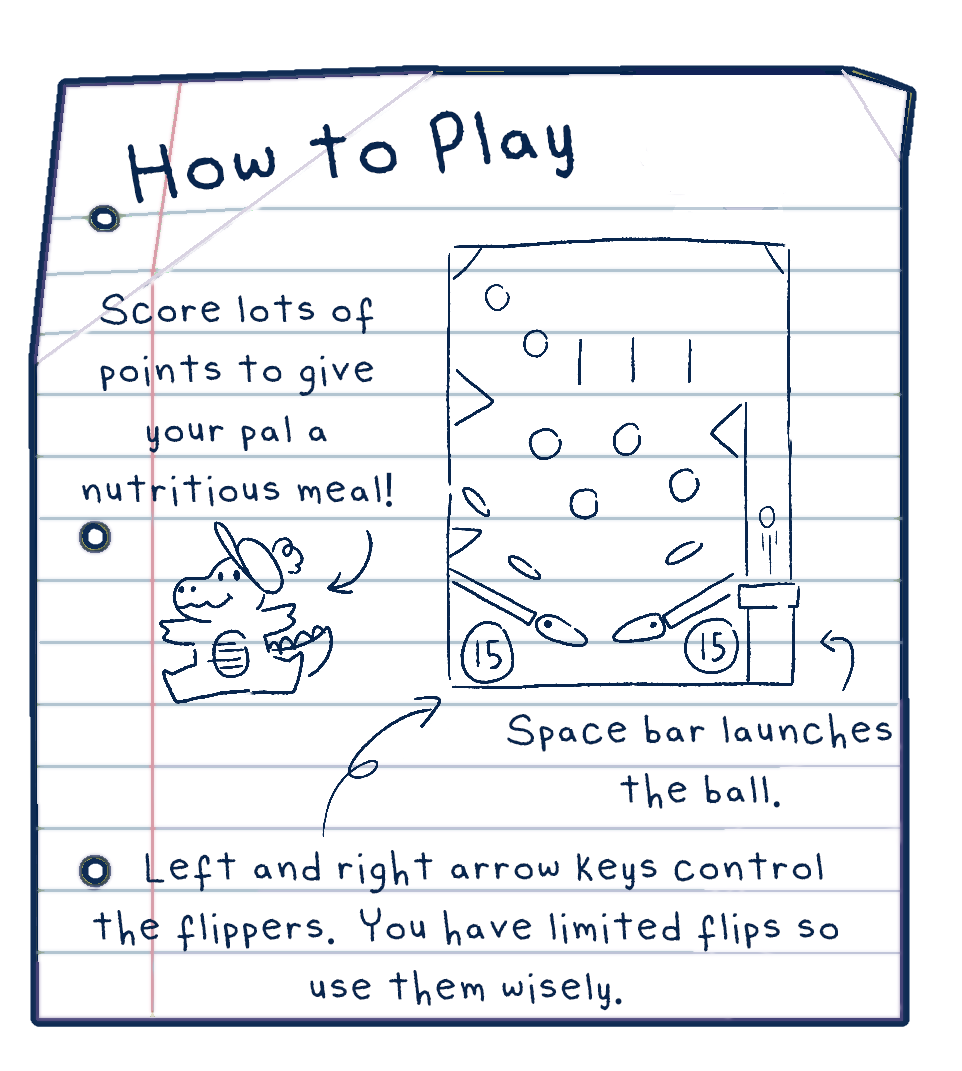 How to Play
Score lots of
points to give
your pal a
nutritious meal!
15
15
Space bar launches
the ball.
Left and right arrow keys control
the flippers. You have limited flips so
use them wisely.